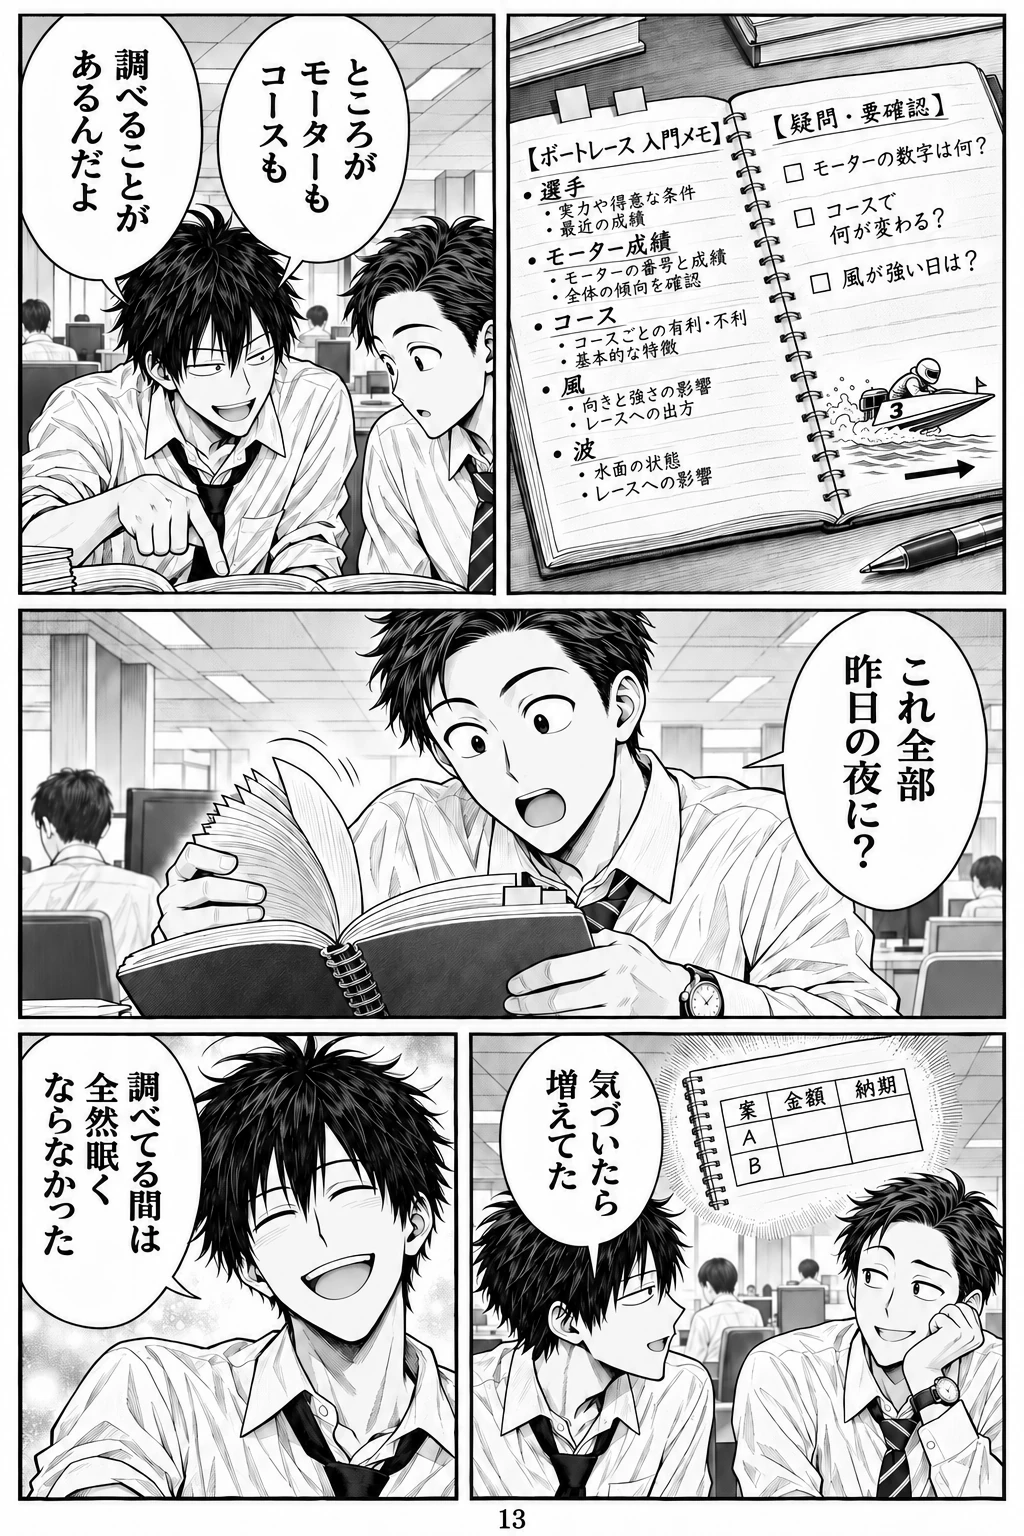 ところが
モーターも
コースも
調べることが
あるんだよ
【ボートレース 入門メモ】
・選手
・実力や得意な条件
・最近の成績
・モーター成績
・モーターの番号と成績
・全体の傾向を確認
・コース
・コースごとの有利・不利
・基本的な特徴
・風
・向きと強さの影響
・レースへの出方
・波
・水面の状態
・レースへの影響
【疑問・要確認】
□ モーターの数字は何?
□ コースで
何が変わる?
□ 風が強い日は?
3
これ全部
昨日の夜に?
調べてる間は
全然眠く
ならなかった
気づいたら
増えてた
案 金額 納期
A
B
13